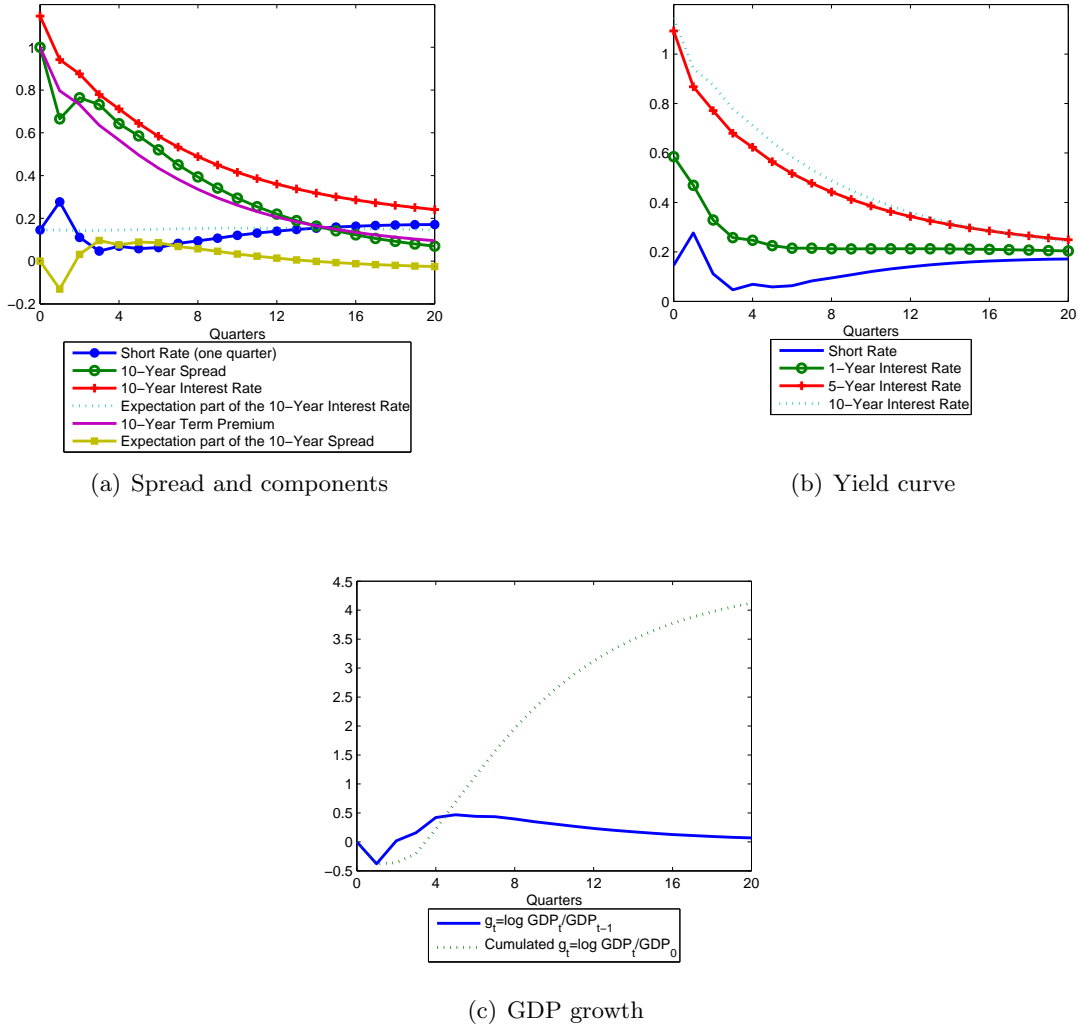 1
0.8
0.6
0.4
0.2
0
−0.2
0 4 8 12 16 20
Quarters
Short Rate (one quarter)
10−Year Spread
10−Year Interest Rate
Expectation part of the 10−Year Interest Rate
10−Year Term Premium
Expectation part of the 10−Year Spread
(a) Spread and components
1
0.8
0.6
0.4
0.2
0
0 4 8 12 16 20
Quarters
Short Rate
1−Year Interest Rate
5−Year Interest Rate
10−Year Interest Rate
(b) Yield curve
4.5
4
3.5
3
2.5
2
1.5
1
0.5
0
−0.5
0 4 8 12 16 20
Quarters
g_t=log GDP_t/GDP_{t−1}
Cumulated g_t=log GDP_t/GDP_0
(c) GDP growth